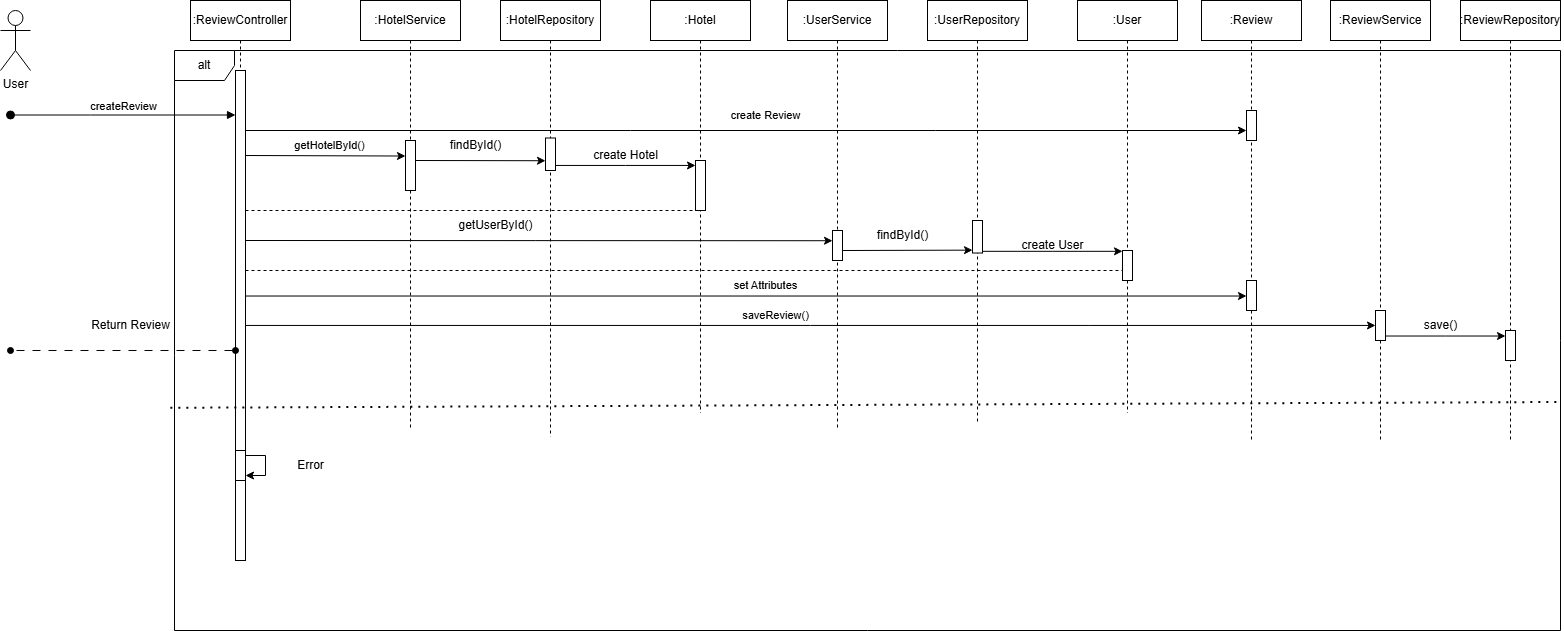 :ReviewController
:HotelService
:HotelRepository
:Hotel
:UserService
:UserRepository
:User
:Review
:ReviewService
:ReviewRepository
User
alt
createReview
create Review
getHotelById()
findById()
create Hotel
getUserById()
findById()
create User
set Attributes
saveReview()
save()
Return Review
Error